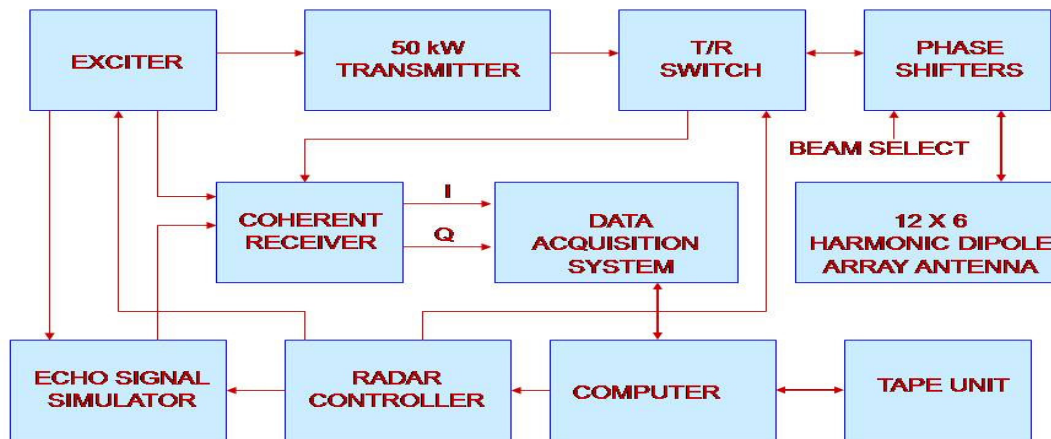 EXCITER
50 kW
TRANSMITTER
T/R
SWITCH
PHASE
SHIFTERS
BEAM SELECT
COHERENT
RECEIVER
I
Q
DATA
ACQUISITION
SYSTEM
12 X 6
HARMONIC DIPOLE
ARRAY ANTENNA
ECHO SIGNAL
SIMULATOR
RADAR
CONTROLLER
COMPUTER
TAPE UNIT